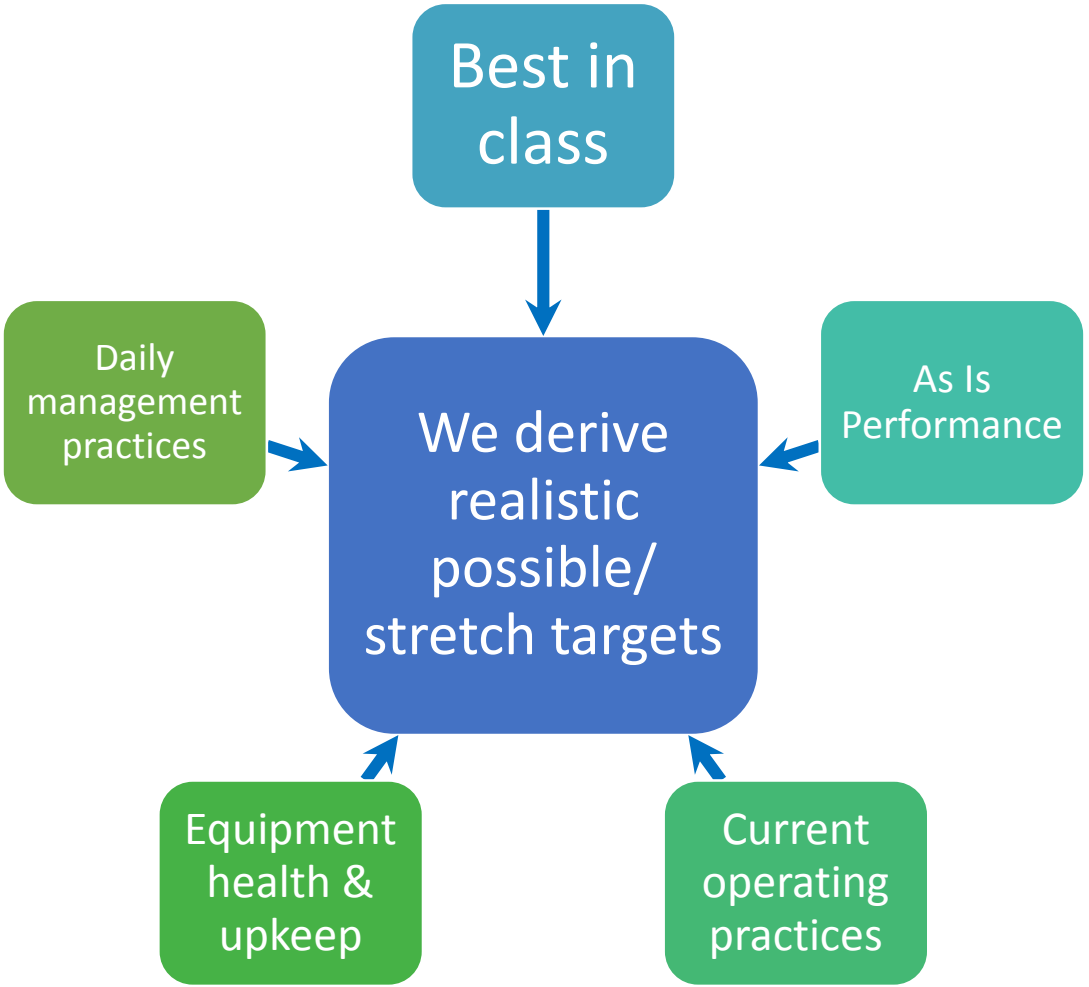 Best in
class
Daily
management
practices
As Is
Performance
We derive
realistic
possible/
stretch targets
Equipment
health &
upkeep
Current
operating
practices